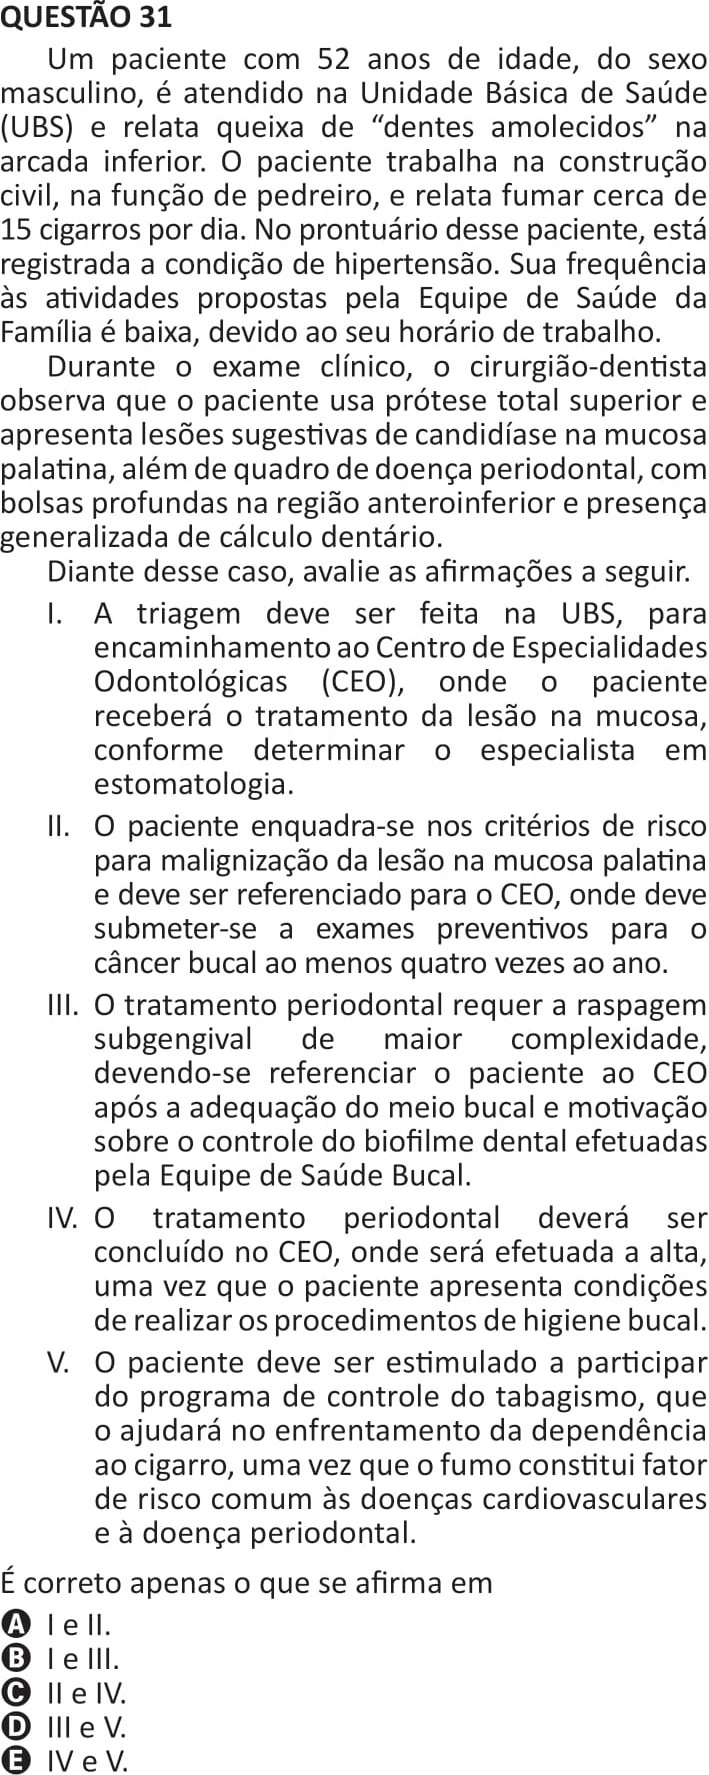 QUESTÃO 31
Um paciente com 52 anos de idade, do sexo
masculino, é atendido na Unidade Básica de Saúde
(UBS) e relata queixa de “dentes amolecidos” na
arcada inferior. O paciente trabalha na construção
civil, na função de pedreiro, e relata fumar cerca de
15 cigarros por dia. No prontuário desse paciente, está
registrada a condição de hipertensão. Sua frequência
às atividades propostas pela Equipe de Saúde da
Família é baixa, devido ao seu horário de trabalho.
Durante o exame clínico, o cirurgião-dentista
observa que o paciente usa prótese total superior e
apresenta lesões sugestivas de candidíase na mucosa
palatina, além de quadro de doença periodontal, com
bolsas profundas na região anteroinferior e presença
generalizada de cálculo dentário.
Diante desse caso, avalie as afirmações a seguir.
I. A triagem deve ser feita na UBS, para
encaminhamento ao Centro de Especialidades
Odontológicas (CEO), onde o paciente
receberá o tratamento da lesão na mucosa,
conforme determinar o especialista em
estomatologia.
II. O paciente enquadra-se nos critérios de risco
para malignização da lesão na mucosa palatina
e deve ser referenciado para o CEO, onde deve
submeter-se a exames preventivos para o
câncer bucal ao menos quatro vezes ao ano.
III. O tratamento periodontal requer a raspagem
subgengival de maior complexidade,
devendo-se referenciar o paciente ao CEO
após a adequação do meio bucal e motivação
sobre o controle do biofilme dental efetuadas
pela Equipe de Saúde Bucal.
IV. O tratamento periodontal deverá ser
concluído no CEO, onde será efetuada a alta,
uma vez que o paciente apresenta condições
de realizar os procedimentos de higiene bucal.
V. O paciente deve ser estimulado a participar
do programa de controle do tabagismo, que
o ajudará no enfrentamento da dependência
ao cigarro, uma vez que o fumo constitui fator
de risco comum às doenças cardiovasculares
e à doença periodontal.
É correto apenas o que se afirma em
A I e II.
B I e III.
C II e IV.
D III e V.
E IV e V.